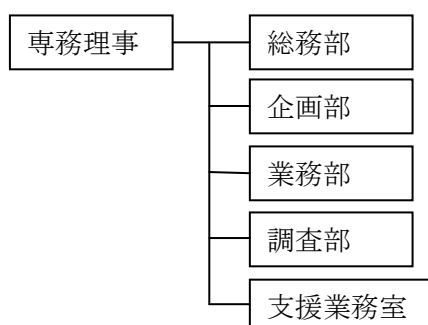 専務理事
総務部
企画部
業務部
調査部
支援業務室